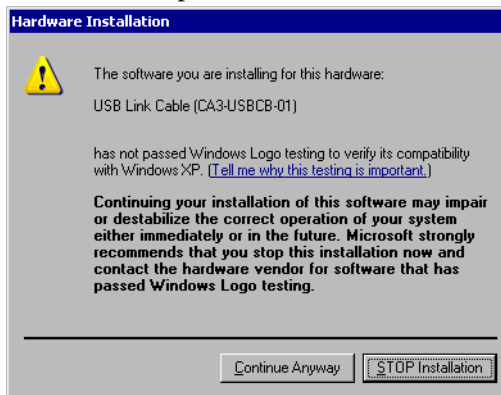 Hardware Installation
The software you are installing for this hardware:
USB Link Cable (CA3-USBCB-01)
has not passed Windows Logo testing to verify its compatibility
with Windows XP. (Tell me why this testing is important.)
Continuing your installation of this software may impair
or destabilize the correct operation of your system
either immediately or in the future. Microsoft strongly
recommends that you stop this installation now and
contact the hardware vendor for software that has
passed Windows Logo testing.
Continue Anyway
STOP Installation